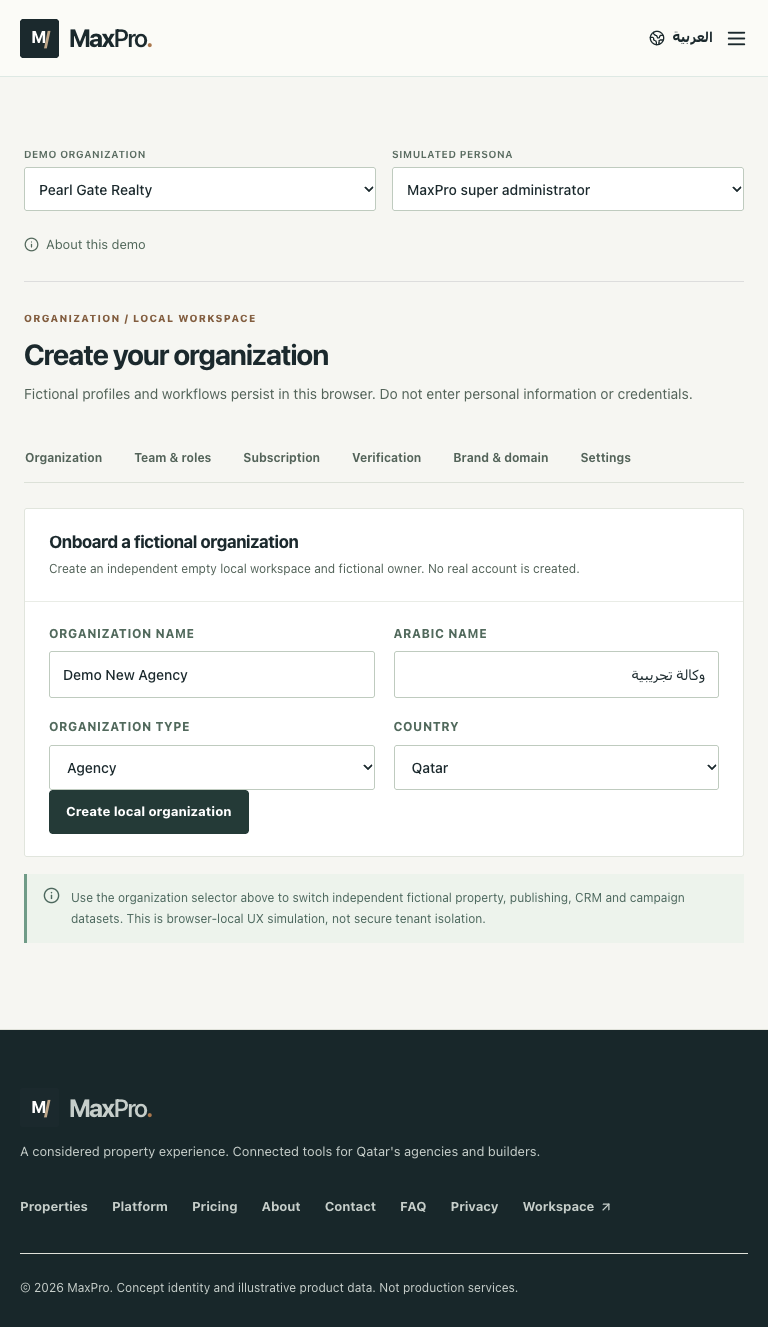 M/ MaxPro.
العربية
DEMO ORGANIZATION
SIMULATED PERSONA
Pearl Gate Realty
MaxPro super administrator
About this demo
ORGANIZATION / LOCAL WORKSPACE
Create your organization
Fictional profiles and workflows persist in this browser. Do not enter personal information or credentials.
Organization Team & roles Subscription Verification Brand & domain Settings
Onboard a fictional organization
Create an independent empty local workspace and fictional owner. No real account is created.
ORGANIZATION NAME
ARABIC NAME
Demo New Agency
وكالة تجريبية
ORGANIZATION TYPE
COUNTRY
Agency
Qatar
Create local organization
Use the organization selector above to switch independent fictional property, publishing, CRM and campaign
datasets. This is browser-local UX simulation, not secure tenant isolation.
M/ MaxPro.
A considered property experience. Connected tools for Qatar's agencies and builders.
Properties Platform Pricing About Contact FAQ Privacy Workspace
© 2026 MaxPro. Concept identity and illustrative product data. Not production services.